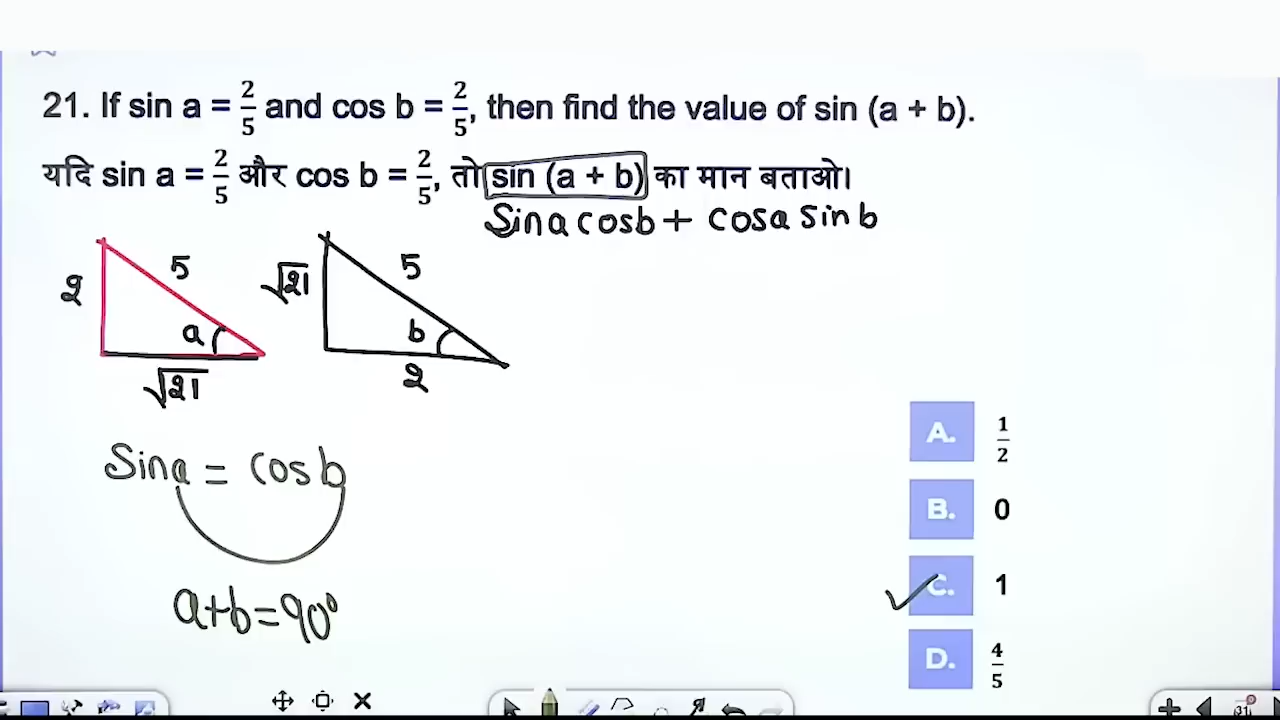 21. If sin a = 2/5 and cos b = 2/5, then find the value of sin (a + b).
यदि sin a = 2/5 और cos b = 2/5, तो sin (a + b) का मान बताओ।
Sina cosb + cosa sinb
2 5 a √21
√21 5 b 2
Sina = cosb
a+b=90°
A. 1/2
B. 0
C. 1
D. 4/5